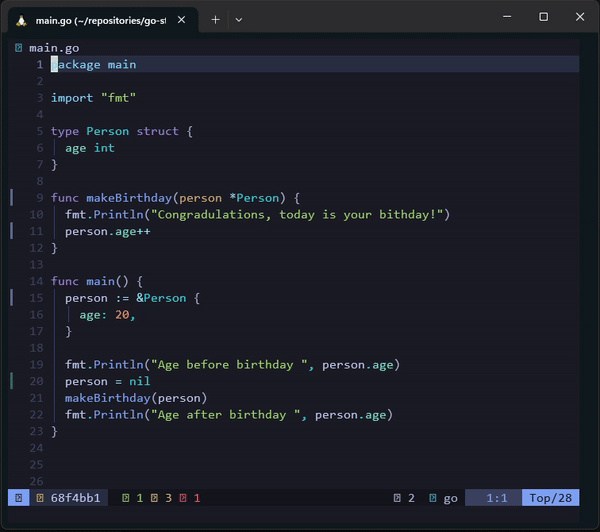 main.go (~/repositories/go-st
main.go
1 package main
2
3 import "fmt"
4
5 type Person struct {
6 age int
7 }
8
9 func makeBirthday(person *Person) {
10 fmt.Println("Congradulations, today is your bithday!")
11 person.age++
12 }
13
14 func main() {
15 person := &Person {
16 age: 20,
17 }
18
19 fmt.Println("Age before birthday ", person.age)
20 person = nil
21 makeBirthday(person)
22 fmt.Println("Age after birthday ", person.age)
23 }
24
25
26
68f4bb1 1 3 1 2 go 1:1 Top/28